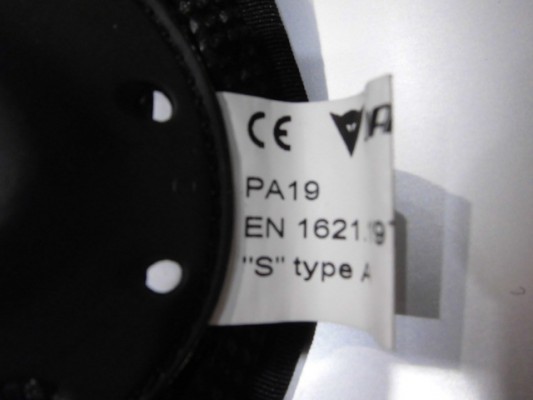 CE
PA19
EN 1621.
"S" type A